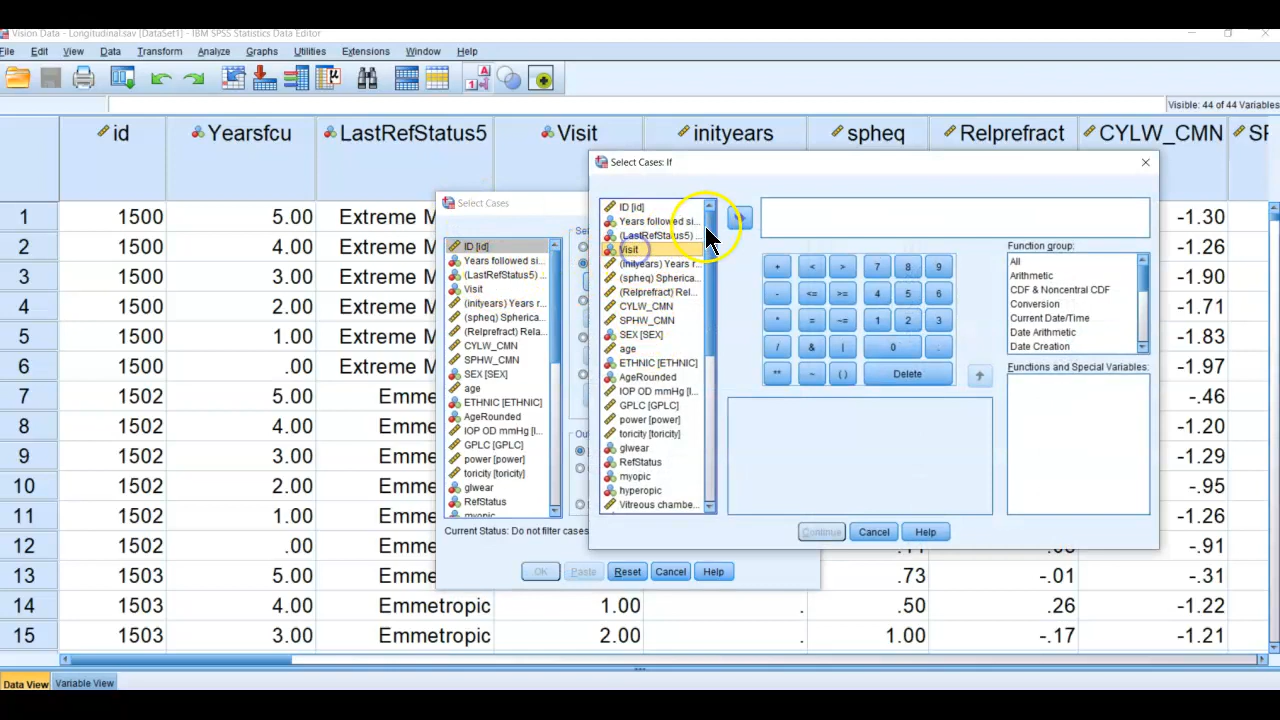 Vision Data - Longitudinal.sav [DataSet1] - IBM SPSS Statistics Data Editor
File Edit View Data Transform Analyze Graphs Utilities Extensions Window Help
Visible: 44 of 44 Variables
id Yearsfcu LastRefStatus5 Visit inityears spheq Relprefract CYLW_CMN
1 1500 5.00 Extreme M -1.30
2 1500 4.00 Extreme M -1.26
3 1500 3.00 Extreme M -1.90
4 1500 2.00 Extreme M -1.71
5 1500 1.00 Extreme M -1.83
6 1500 .00 Extreme M -1.97
7 1502 5.00 Emme -.46
8 1502 4.00 Emme -1.20
9 1502 3.00 Emme -1.29
10 1502 2.00 Emme -.95
11 1502 1.00 Emme -1.26
12 1502 .00 Emme -.91
13 1503 5.00 Emme .73 -.01 -.31
14 1503 4.00 Emmetropic 1.00 . .50 .26 -1.22
15 1503 3.00 Emmetropic 2.00 . 1.00 -.17 -1.21
Data View Variable View
Select Cases
ID [id]
Years followed si...
(LastRefStatus5) ...
Visit
(inityears) Years r...
(spheq) Spherica...
(Relprefract) Rela...
CYLW_CMN
SPHW_CMN
SEX [SEX]
age
ETHNIC [ETHNIC]
AgeRounded
IOP OD mmHg [I...
GPLC [GPLC]
power [power]
toricity [toricity]
glwear
RefStatus
myopic
Current Status: Do not filter cases
OK Paste Reset Cancel Help
Select Cases: If
ID [id]
Years followed si...
(LastRefStatus5) ...
Visit
(inityears) Years r...
(spheq) Spherica...
(Relprefract) Rel...
CYLW_CMN
SPHW_CMN
SEX [SEX]
age
ETHNIC [ETHNIC]
AgeRounded
IOP OD mmHg [I...
GPLC [GPLC]
power [power]
toricity [toricity]
glwear
RefStatus
myopic
hyperopic
Vitreous chambe...
+ < > 7 8 9
- <= >= 4 5 6
* = ~= 1 2 3
/ & | 0 .
** ~ ( ) Delete
Function group:
All
Arithmetic
CDF & Noncentral CDF
Conversion
Current Date/Time
Date Arithmetic
Date Creation
Functions and Special Variables:
Continue Cancel Help